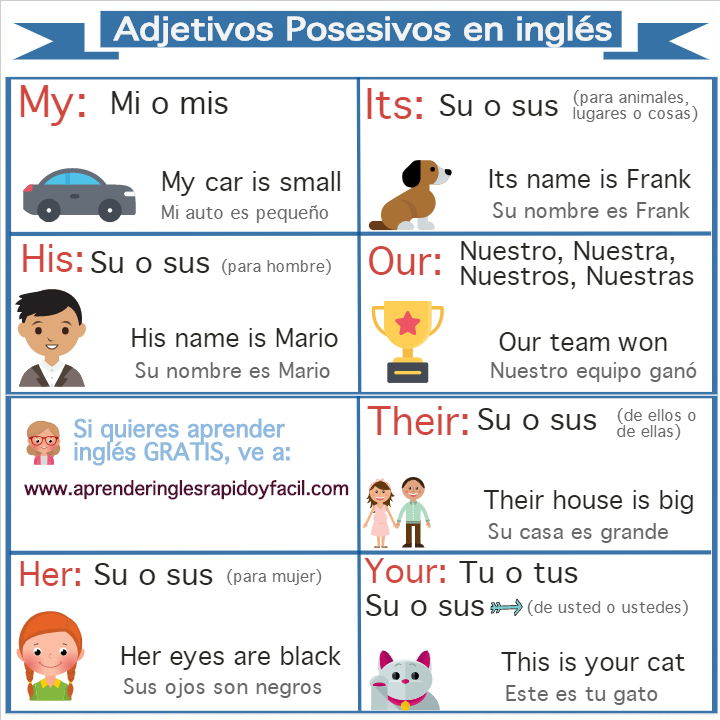 Adjetivos Posesivos en inglés
My: Mi o mis
My car is small
Mi auto es pequeño
Its: Su o sus (para animales,
lugares o cosas)
Its name is Frank
Su nombre es Frank
His: Su o sus (para hombre)
His name is Mario
Su nombre es Mario
Our: Nuestro, Nuestra,
Nuestros, Nuestras
Our team won
Nuestro equipo ganó
Si quieres aprender
inglés GRATIS, ve a:
www.aprenderinglesrapidoyfacil.com
Their: Su o sus (de ellos o
de ellas)
Their house is big
Su casa es grande
Her: Su o sus (para mujer)
Her eyes are black
Sus ojos son negros
Your: Tu o tus
Su o sus (de usted o ustedes)
This is your cat
Este es tu gato